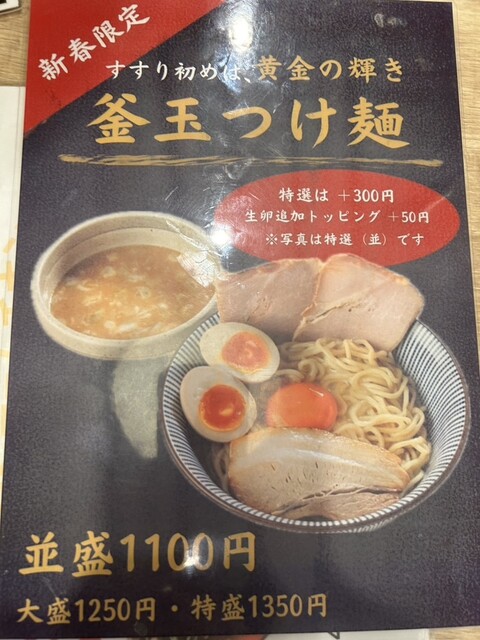 新春限定
すすり初めは、黄金の輝き
釜玉つけ麺
特選は +300円
生卵追加トッピング +50円
※写真は特選（並）です
並盛1100円
大盛1250円・特盛1350円